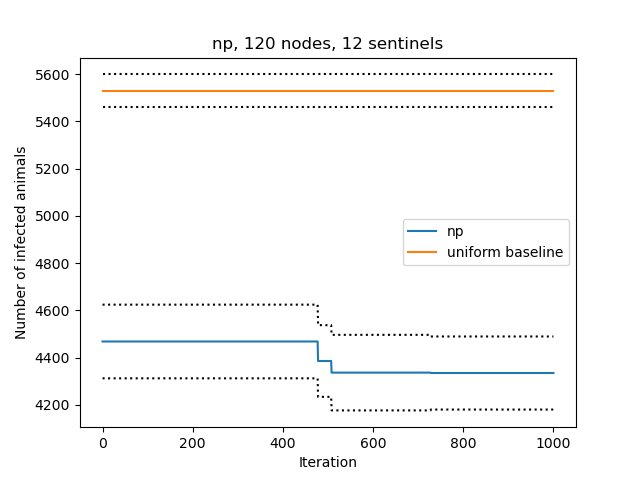 np, 120 nodes, 12 sentinels
Number of infected animals
5600
5400
5200
5000
4800
4600
4400
4200
np
uniform baseline
0
200
400
600
800
1000
Iteration